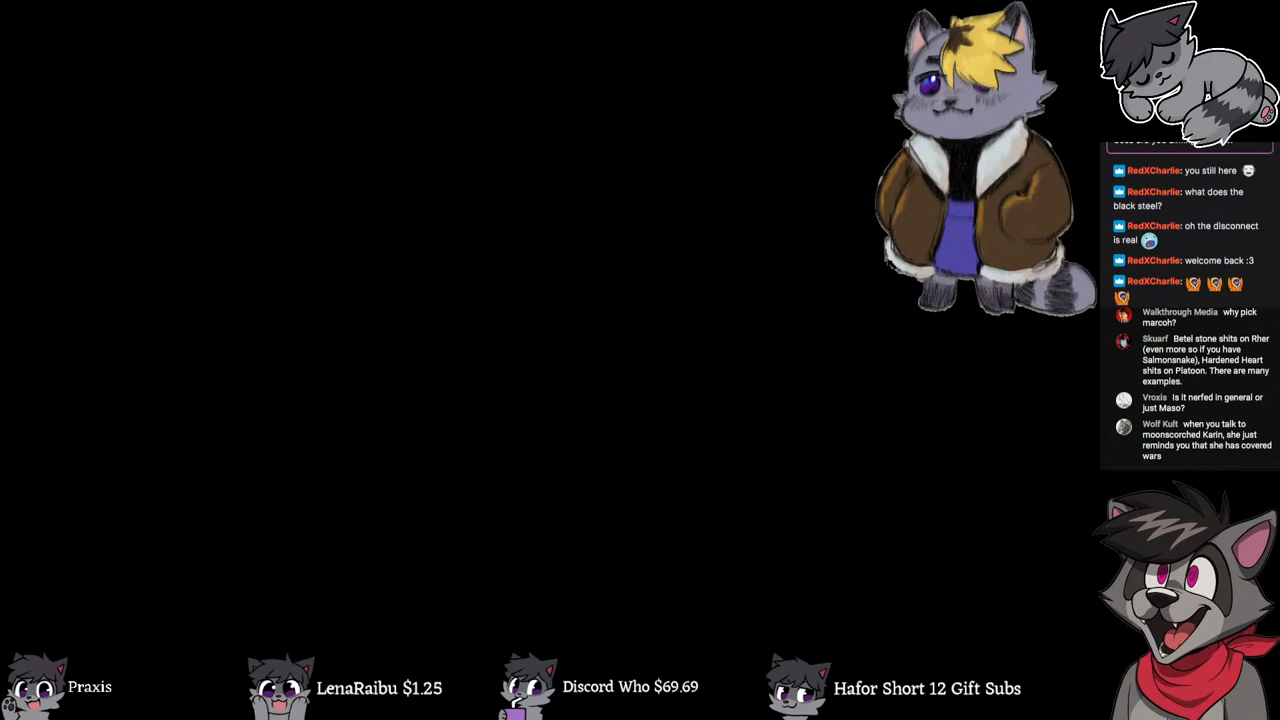 RedXCharlie: you still here
RedXCharlie: what does the
black steel?
RedXCharlie: oh the disconnect
is real
RedXCharlie: welcome back :3
RedXCharlie:
Walkthrough Media why pick
marcoh?
Skuarf Betel stone shits on Rher
(even more so if you have
Salmonsnake), Hardened Heart
shits on Platoon. There are many
examples.
Vroxis Is it nerfed in general or
just Maso?
Wolf Kult when you talk to
moonscorched Karin, she just
reminds you that she has covered
wars
Praxis
LenaRaibu $1.25
Discord Who $69.69
Hafor Short 12 Gift Subs